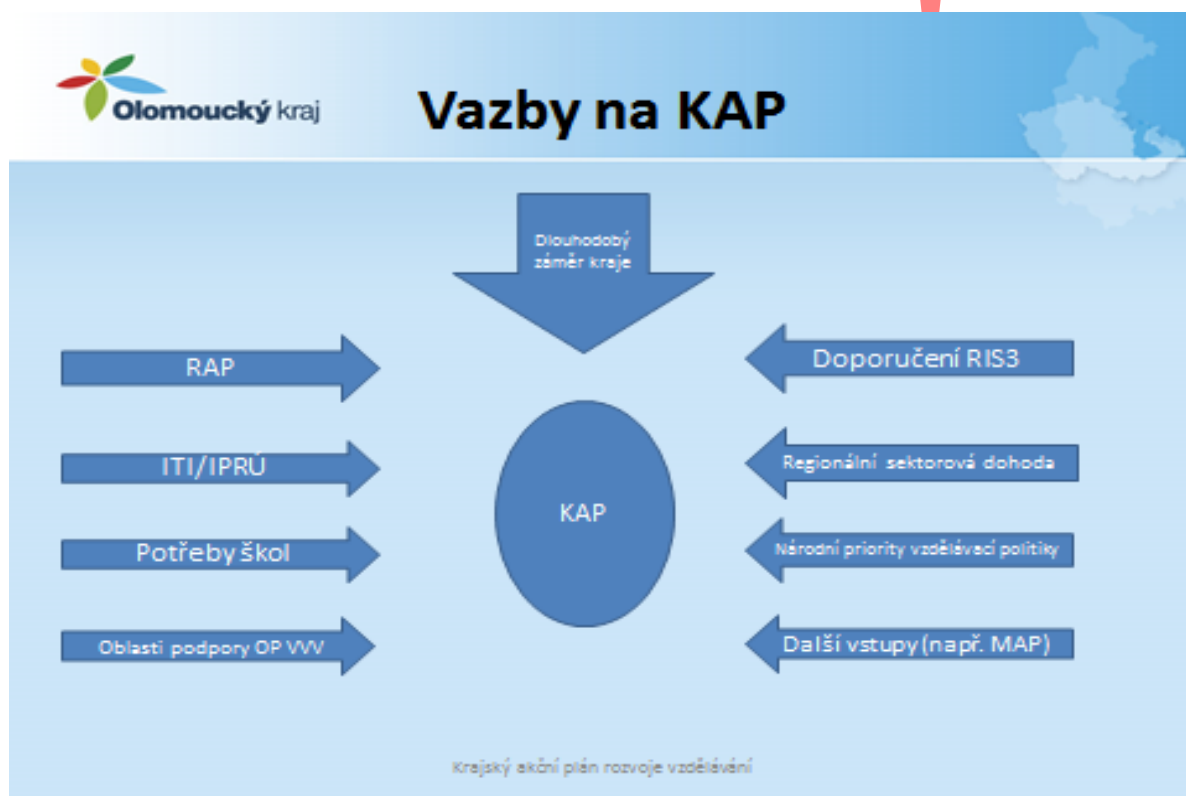 Olomoucký kraj
Vazby na KAP
Dlouhodobý
záměr kraje
RAP
Doporučení RIS3
ITI/IPRÚ
Regionální sektorová dohoda
KAP
Potřeby škol
Národní priority vzdělávací politiky
Oblasti podpory OP VVV
Další vstupy (např. MAP)
Krajský akční plán rozvoje vzdělávání